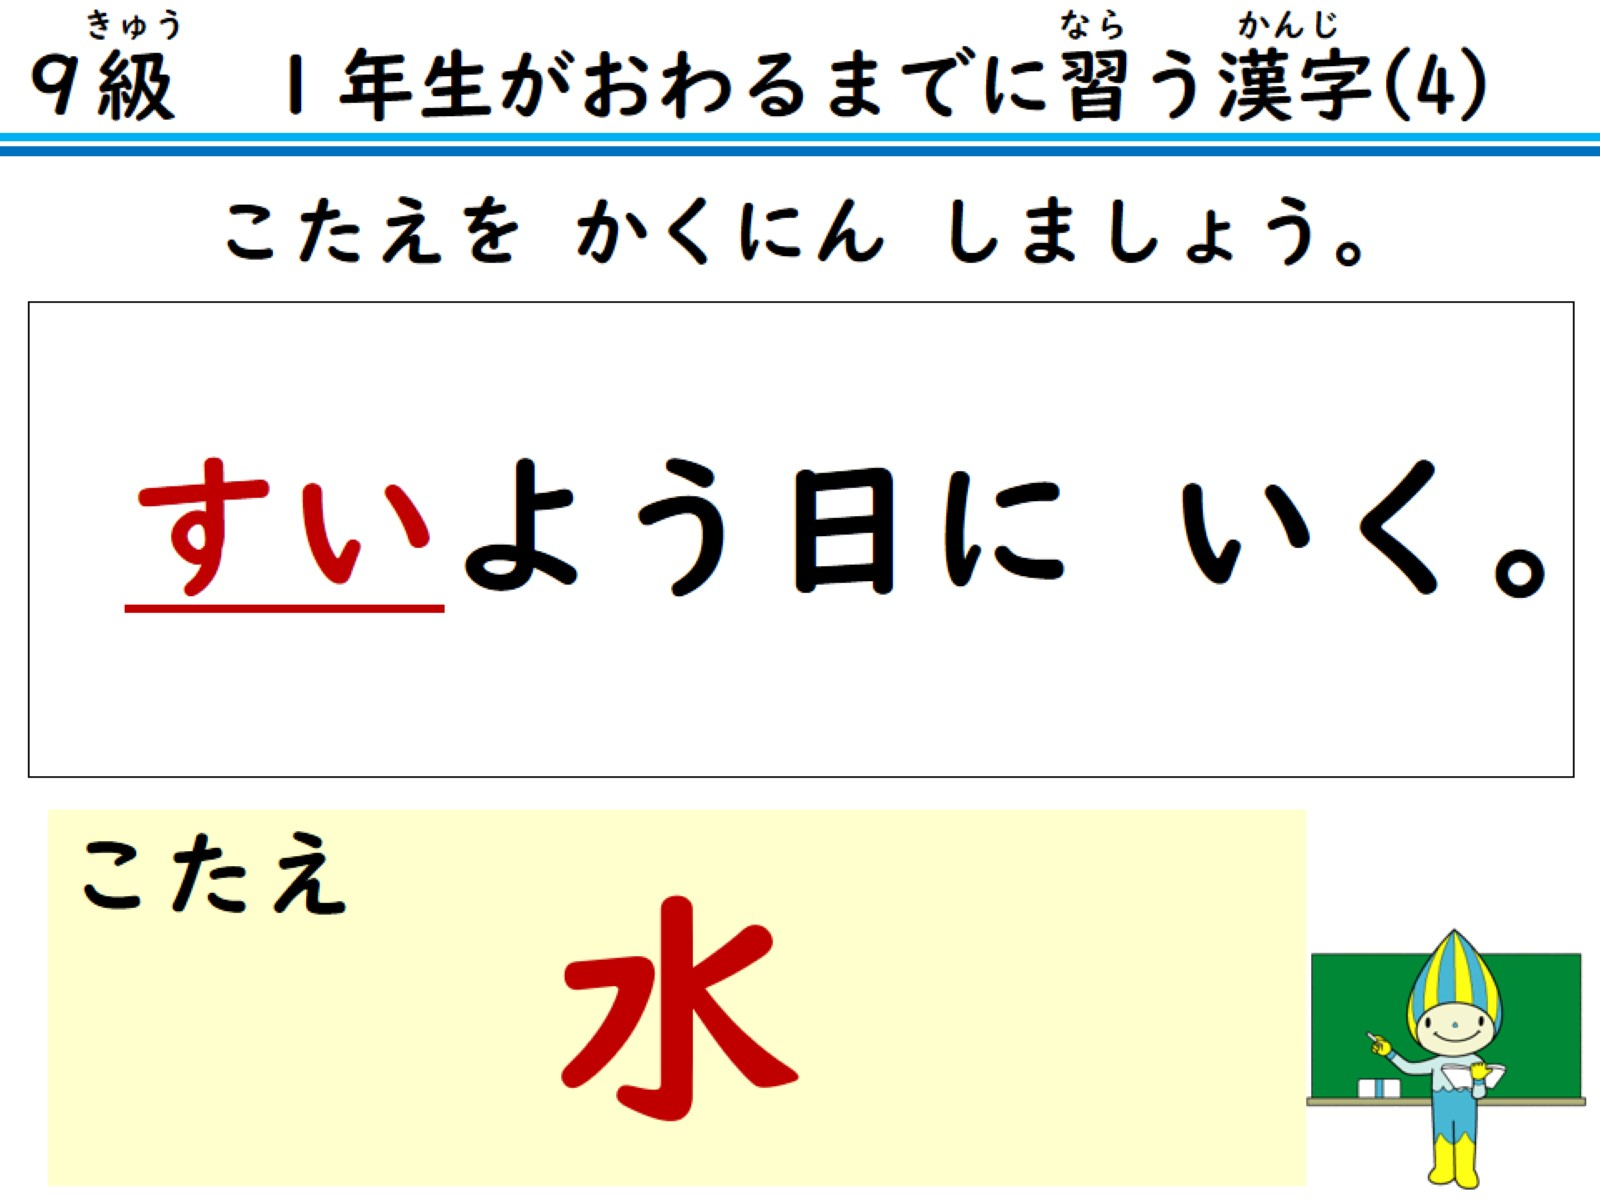 きゅう なら かんじ
9級 1年生がおわるまでに習う漢字(4)
こたえを かくにん しましょう。
すいよう日に いく。
こたえ
水